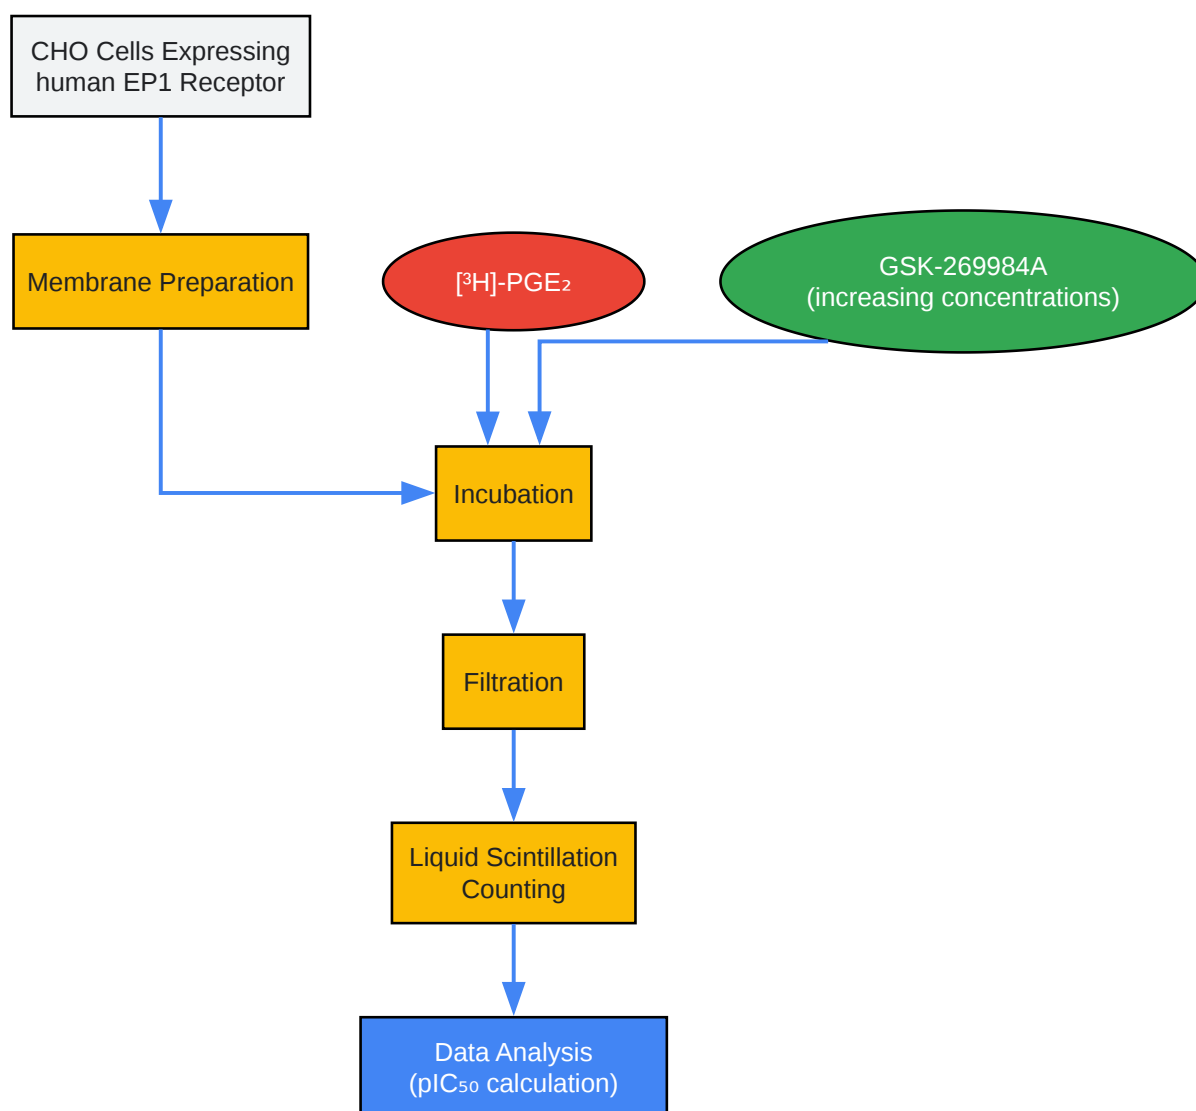 CHO Cells Expressing
human EP1 Receptor
Membrane Preparation
[³H]-PGE₂
GSK-269984A
(increasing concentrations)
Incubation
Filtration
Liquid Scintillation
Counting
Data Analysis
(pIC₅₀ calculation)